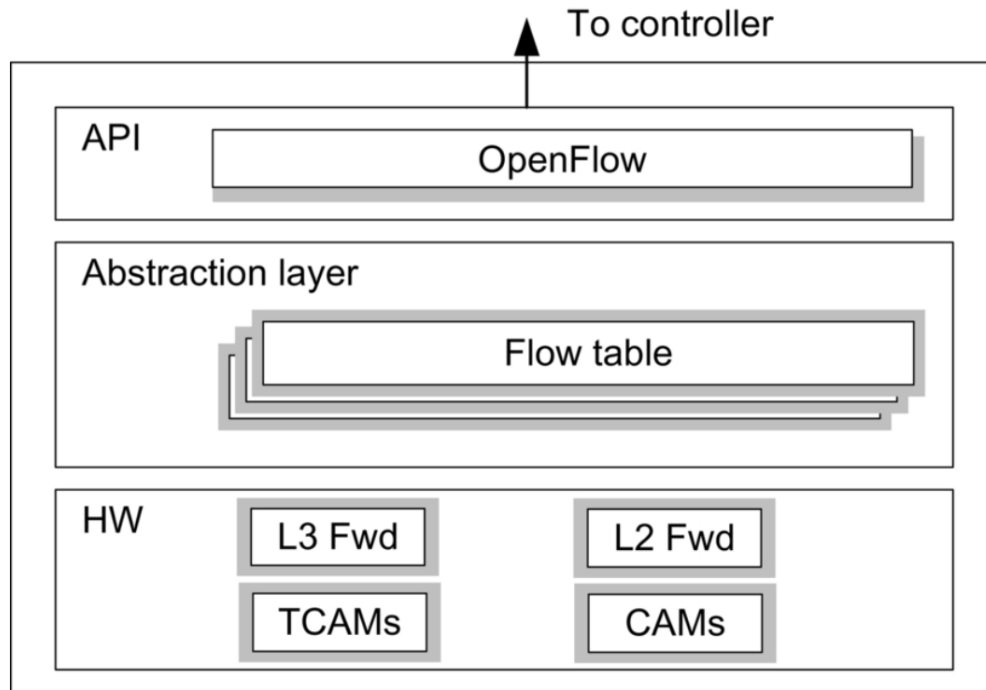 To controller
API
OpenFlow
Abstraction layer
Flow table
HW
L3 Fwd
L2 Fwd
TCAMs
CAMs